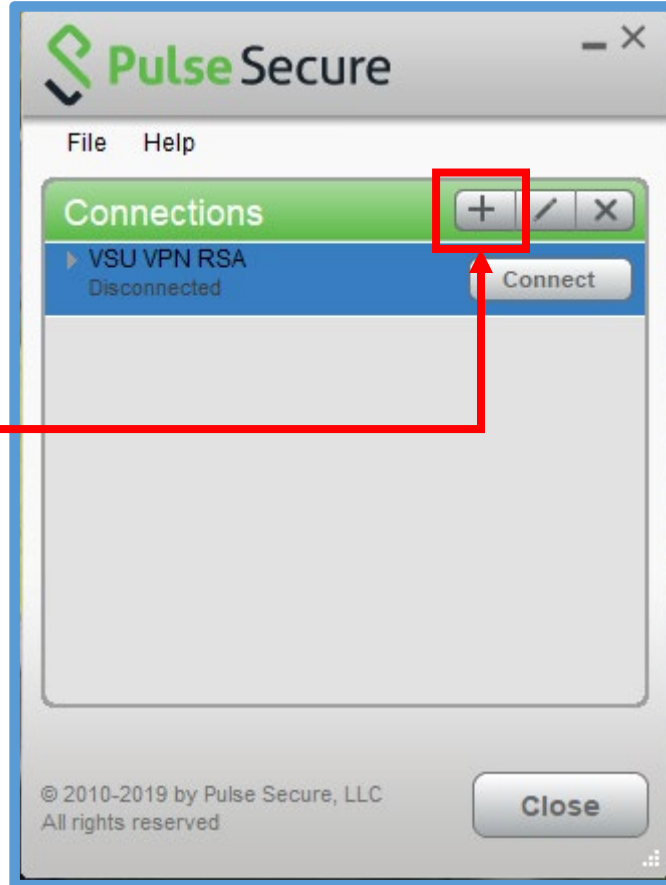 Pulse Secure
File Help
Connections
VSU VPN RSA
Disconnected
Connect
© 2010-2019 by Pulse Secure, LLC
All rights reserved
Close